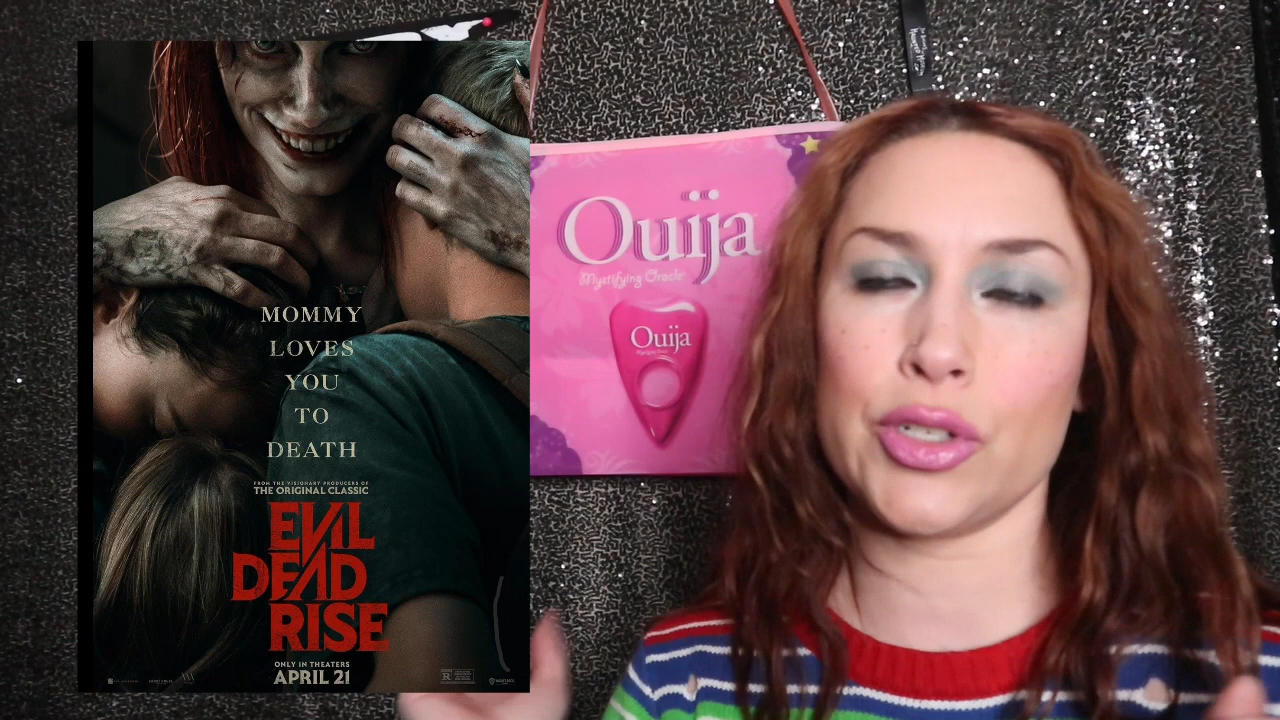 MOMMY
LOVES
YOU
TO
DEATH
FROM THE VISIONARY PRODUCERS OF
THE ORIGINAL CLASSIC
EVIL
DEAD
RISE
ONLY IN THEATERS
APRIL 21
R
Ouija
Mystifying Oracle
Ouija